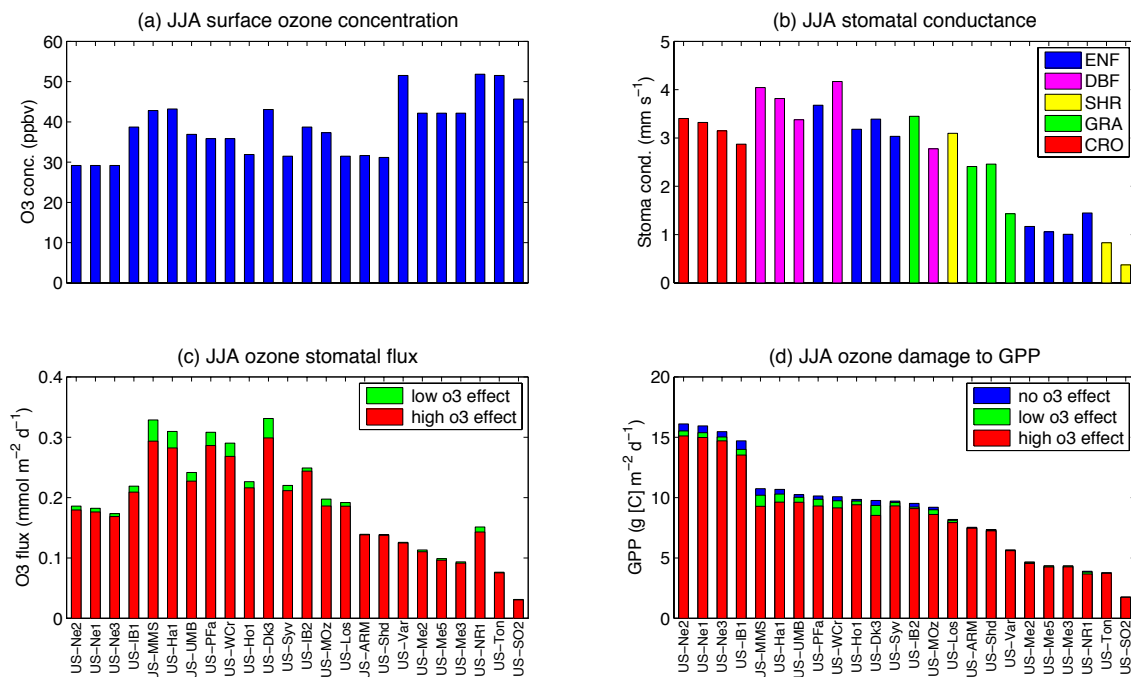 (a) JJA surface ozone concentration
60
50
40
30
20
10
0
O3 conc. (ppbv)
(b) JJA stomatal conductance
5
4
3
2
1
0
Stoma cond. (mm s−1)
ENF
DBF
SHR
GRA
CRO
(c) JJA ozone stomatal flux
0.4
0.3
0.2
0.1
0
O3 flux (mmol m−2 d−1)
low o3 effect
high o3 effect
US−Ne2
US−Ne1
US−Ne3
US−IB1
US−MMS
US−Ha1
US−UMB
US−PFa
US−WCr
US−Ho1
US−Dk3
US−Syv
US−IB2
US−MOz
US−Los
US−ARM
US−Shd
US−Var
US−Me2
US−Me5
US−Me3
US−NR1
US−Ton
US−SO2
(d) JJA ozone damage to GPP
20
15
10
5
0
GPP (g [C] m−2 d−1)
no o3 effect
low o3 effect
high o3 effect
US−Ne2
US−Ne1
US−Ne3
US−IB1
US−MMS
US−Ha1
US−UMB
US−PFa
US−WCr
US−Ho1
US−Dk3
US−Syv
US−IB2
US−MOz
US−Los
US−ARM
US−Shd
US−Var
US−Me2
US−Me5
US−Me3
US−NR1
US−Ton
US−SO2